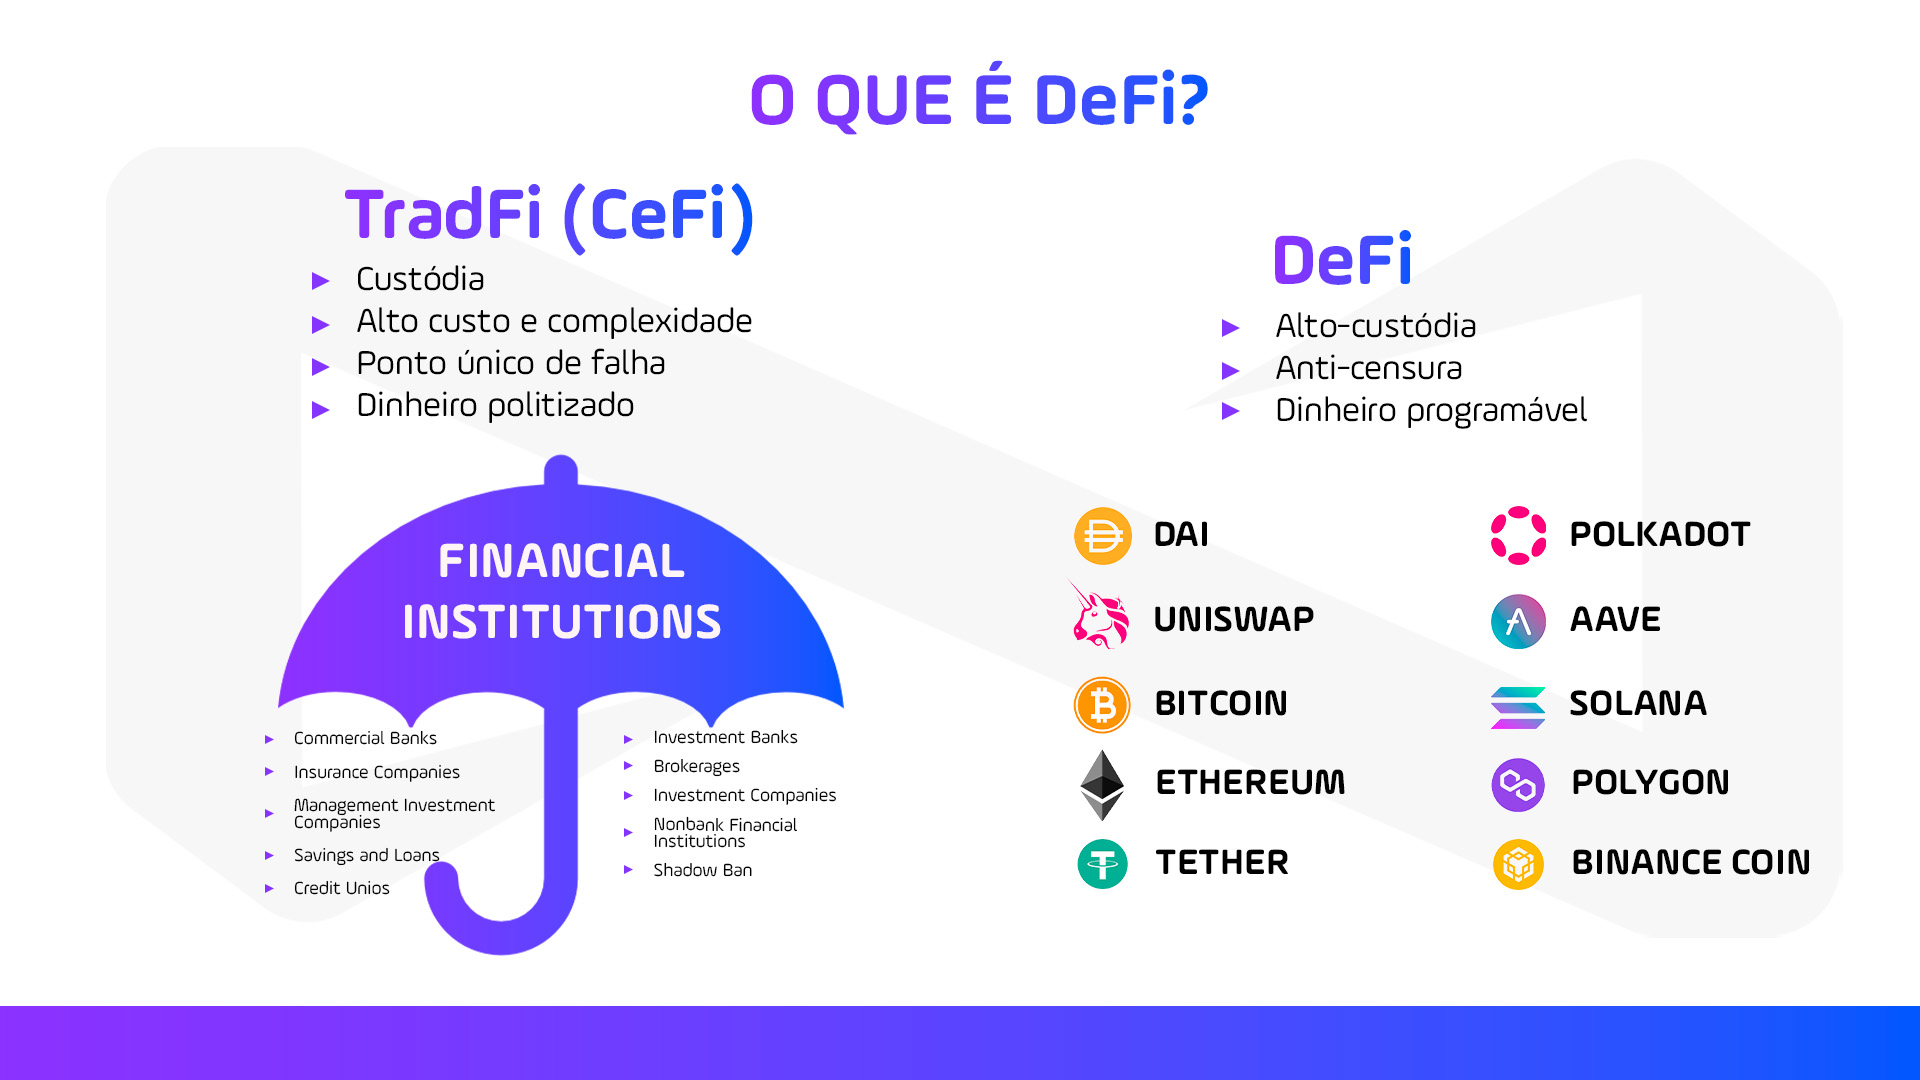 O QUE É DeFi?
TradFi (CeFi)
Custódia
Alto custo e complexidade
Ponto único de falha
Dinheiro politizado
FINANCIAL
INSTITUTIONS
Commercial Banks
Insurance Companies
Management Investment
Companies
Savings and Loans
Credit Unios
Investment Banks
Brokerages
Investment Companies
Nonbank Financial
Institutions
Shadow Ban
DeFi
Alto-custódia
Anti-censura
Dinheiro programável
DAI
UNISWAP
BITCOIN
ETHEREUM
TETHER
POLKADOT
AAVE
SOLANA
POLYGON
BINANCE COIN